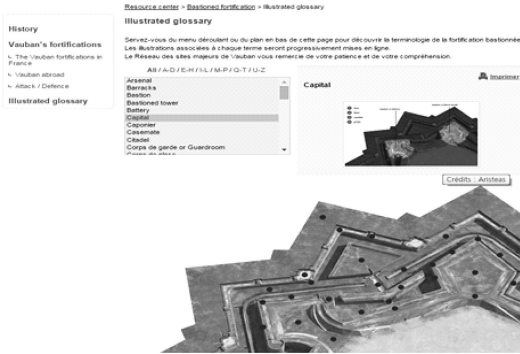 Resource center > Bastioned fortification > Illustrated glossary
Illustrated glossary
History
Vauban's fortifications
The Vauban fortifications in
France
Vauban abroad
Attack / Defence
Illustrated glossary
Servez-vous du menu déroulant ou du plan en bas de cette page pour découvrir la terminologie de la fortification bastionnée
Les illustrations associées à chaque terme seront progressivement mises en ligne.
Le Réseau des sites majeurs de Vauban vous remercie de votre patience et de votre compréhension.
All / A-D / E-H / I-L / M-P / Q-T / U-Z
Arsenal
Barracks
Bastion
Bastioned tower
Battery
Capital
Caponier
Casemate
Citadel
Corps de garde or Guardroom
Corps de place
Imprimer
Capital
Crédits : Aristeas